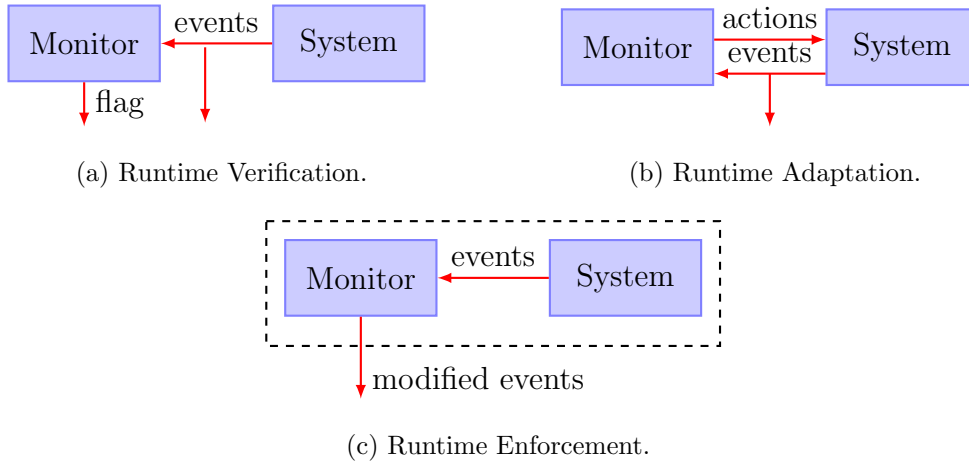 events
Monitor
System
flag
(a) Runtime Verification.
actions
Monitor
System
events
(b) Runtime Adaptation.
events
Monitor
System
modified events
(c) Runtime Enforcement.